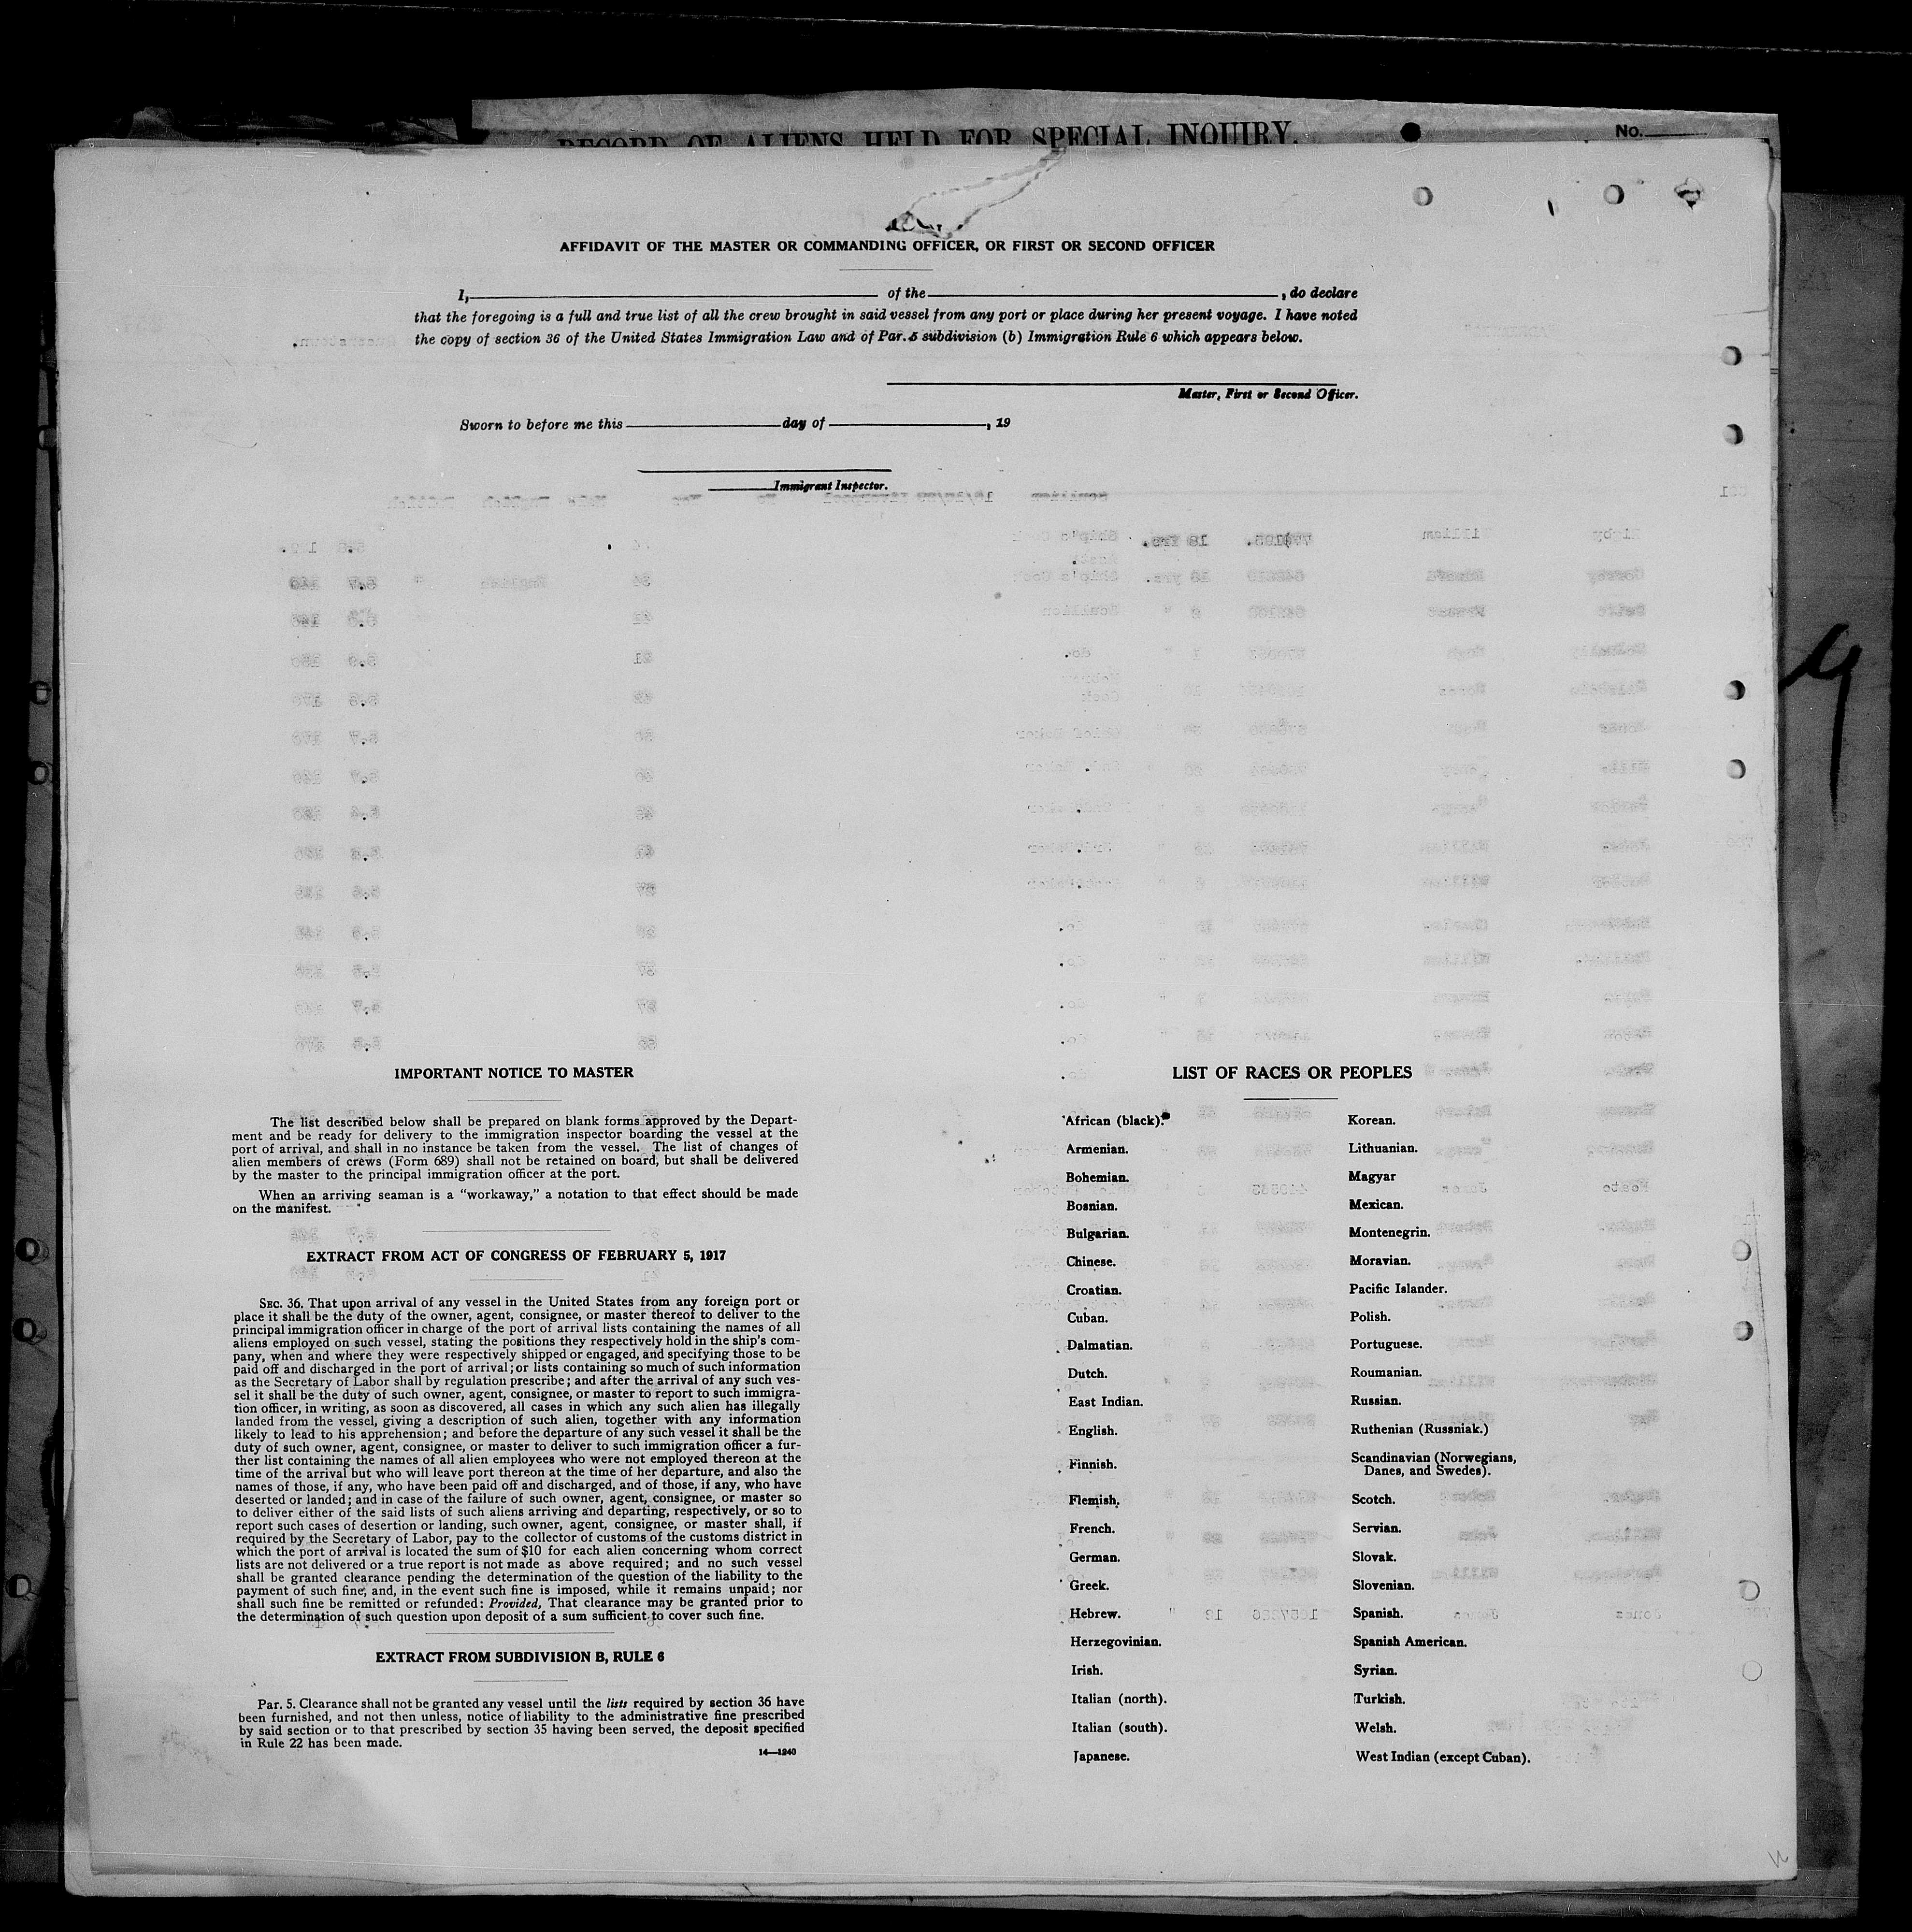 RECORD OF ALIENS HELD FOR SPECIAL INQUIRY.
No.
AFFIDAVIT OF THE MASTER OR COMMANDING OFFICER, OR FIRST OR SECOND OFFICER
I, of the , do declare
that the foregoing is a full and true list of all the crew brought in said vessel from any port or place during her present voyage. I have noted
the copy of section 36 of the United States Immigration Law and of Par. 5 subdivision (b) Immigration Rule 6 which appears below.
Master, First or Second Officer.
Sworn to before me this day of , 19
Immigrant Inspector.
IMPORTANT NOTICE TO MASTER
The list described below shall be prepared on blank forms approved by the Depart-
ment and be ready for delivery to the immigration inspector boarding the vessel at the
port of arrival, and shall in no instance be taken from the vessel. The list of changes of
alien members of crews (Form 689) shall not be retained on board, but shall be delivered
by the master to the principal immigration officer at the port.
When an arriving seaman is a "workaway," a notation to that effect should be made
on the manifest.
EXTRACT FROM ACT OF CONGRESS OF FEBRUARY 5, 1917
SEC. 36. That upon arrival of any vessel in the United States from any foreign port or
place it shall be the duty of the owner, agent, consignee, or master thereof to deliver to the
principal immigration officer in charge of the port of arrival lists containing the names of all
aliens employed on such vessel, stating the positions they respectively hold in the ship's com-
pany, when and where they were respectively shipped or engaged, and specifying those to be
paid off and discharged in the port of arrival; or lists containing so much of such information
as the Secretary of Labor shall by regulation prescribe; and after the arrival of any such ves-
sel it shall be the duty of such owner, agent, consignee, or master to report to such immigra-
tion officer, in writing, as soon as discovered, all cases in which any such alien has illegally
landed from the vessel, giving a description of such alien, together with any information
likely to lead to his apprehension; and before the departure of any such vessel it shall be the
duty of such owner, agent, consignee, or master to deliver to such immigration officer a fur-
ther list containing the names of all alien employees who were not employed thereon at the
time of the arrival but who will leave port thereon at the time of her departure, and also the
names of those, if any, who have been paid off and discharged, and of those, if any, who have
deserted or landed; and in case of the failure of such owner, agent, consignee, or master so
to deliver either of the said lists of such aliens arriving and departing, respectively, or so to
report such cases of desertion or landing, such owner, agent, consignee, or master shall, if
required by the Secretary of Labor, pay to the collector of customs of the customs district in
which the port of arrival is located the sum of $10 for each alien concerning whom correct
lists are not delivered or a true report is not made as above required; and no such vessel
shall be granted clearance pending the determination of the question of the liability to the
payment of such fine, and, in the event such fine is imposed, while it remains unpaid; nor
shall such fine be remitted or refunded: Provided, That clearance may be granted prior to
the determination of such question upon deposit of a sum sufficient to cover such fine.
EXTRACT FROM SUBDIVISION B, RULE 6
Par. 5. Clearance shall not be granted any vessel until the lists required by section 36 have
been furnished, and not then unless, notice of liability to the administrative fine prescribed
by said section or to that prescribed by section 35 having been served, the deposit specified
in Rule 22 has been made.
14—1240
LIST OF RACES OR PEOPLES
African (black).
Armenian.
Bohemian.
Bosnian.
Bulgarian.
Chinese.
Croatian.
Cuban.
Dalmatian.
Dutch.
East Indian.
English.
Finnish.
Flemish.
French.
German.
Greek.
Hebrew.
Herzegovinian.
Irish.
Italian (north).
Italian (south).
Japanese.
Korean.
Lithuanian.
Magyar
Mexican.
Montenegrin.
Moravian.
Pacific Islander.
Polish.
Portuguese.
Roumanian.
Russian.
Ruthenian (Russniak.)
Scandinavian (Norwegians,
Danes, and Swedes).
Scotch.
Servian.
Slovak.
Slovenian.
Spanish.
Spanish American.
Syrian.
Turkish.
Welsh.
West Indian (except Cuban).